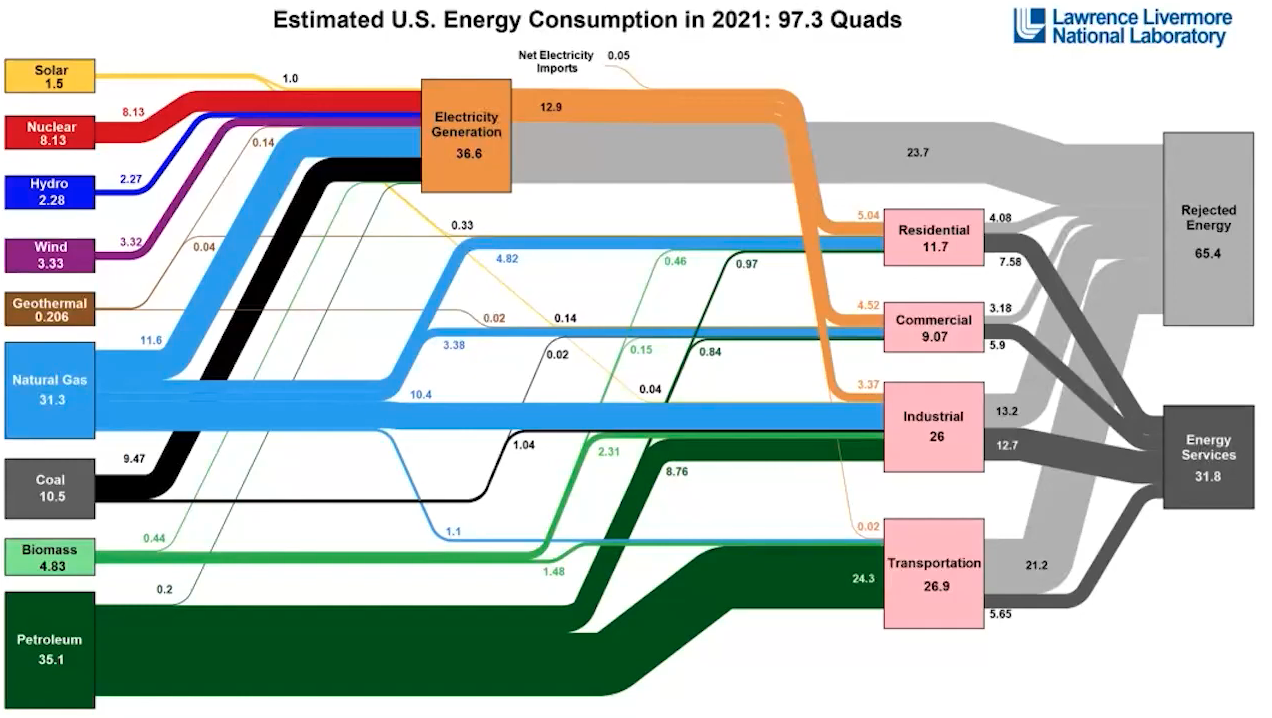 Estimated U.S. Energy Consumption in 2021: 97.3 Quads
Lawrence Livermore
National Laboratory
Net Electricity
Imports
0.05
Solar
1.5
1.0
Nuclear
8.13
8.13
Hydro
2.28
2.27
Wind
3.33
3.32
Geothermal
0.206
0.14
0.04
Natural Gas
31.3
11.6
Coal
10.5
9.47
Biomass
4.83
0.44
Petroleum
35.1
0.2
Electricity
Generation
36.6
12.9
23.7
0.33
4.82
0.46
0.97
0.02
0.14
3.38
0.02
0.15
0.84
10.4
0.04
1.04
2.31
8.76
1.1
1.48
24.3
5.04
Residential
11.7
4.08
7.58
4.52
Commercial
9.07
3.18
5.9
3.37
Industrial
26
13.2
12.7
0.02
Transportation
26.9
21.2
5.65
Rejected
Energy
65.4
Energy
Services
31.8